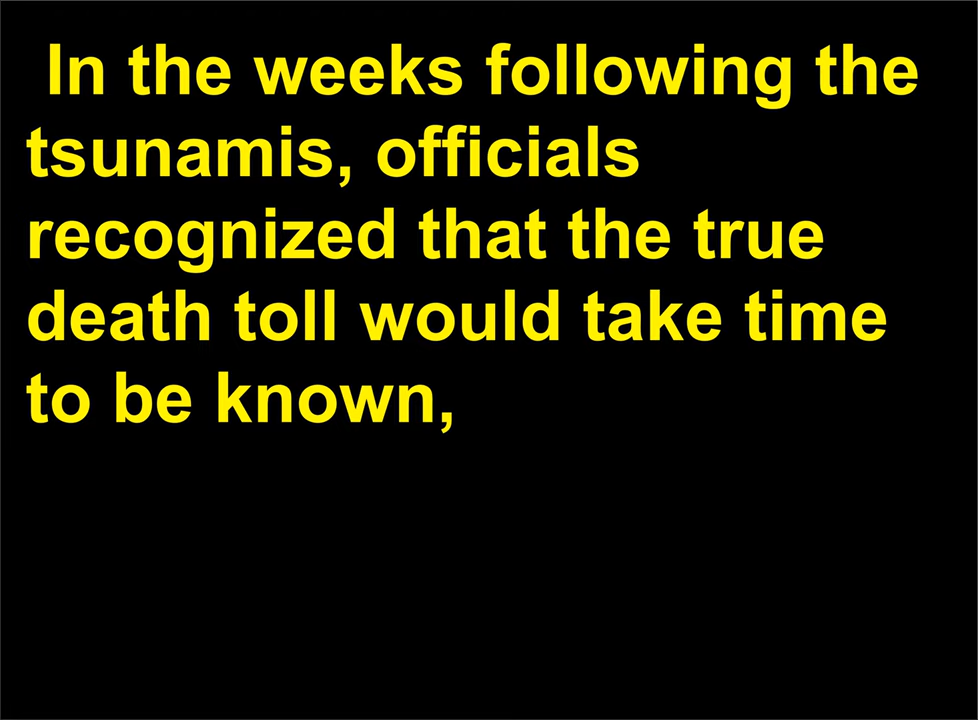 In the weeks following the
tsunamis, officials
recognized that the true
death toll would take time
to be known,